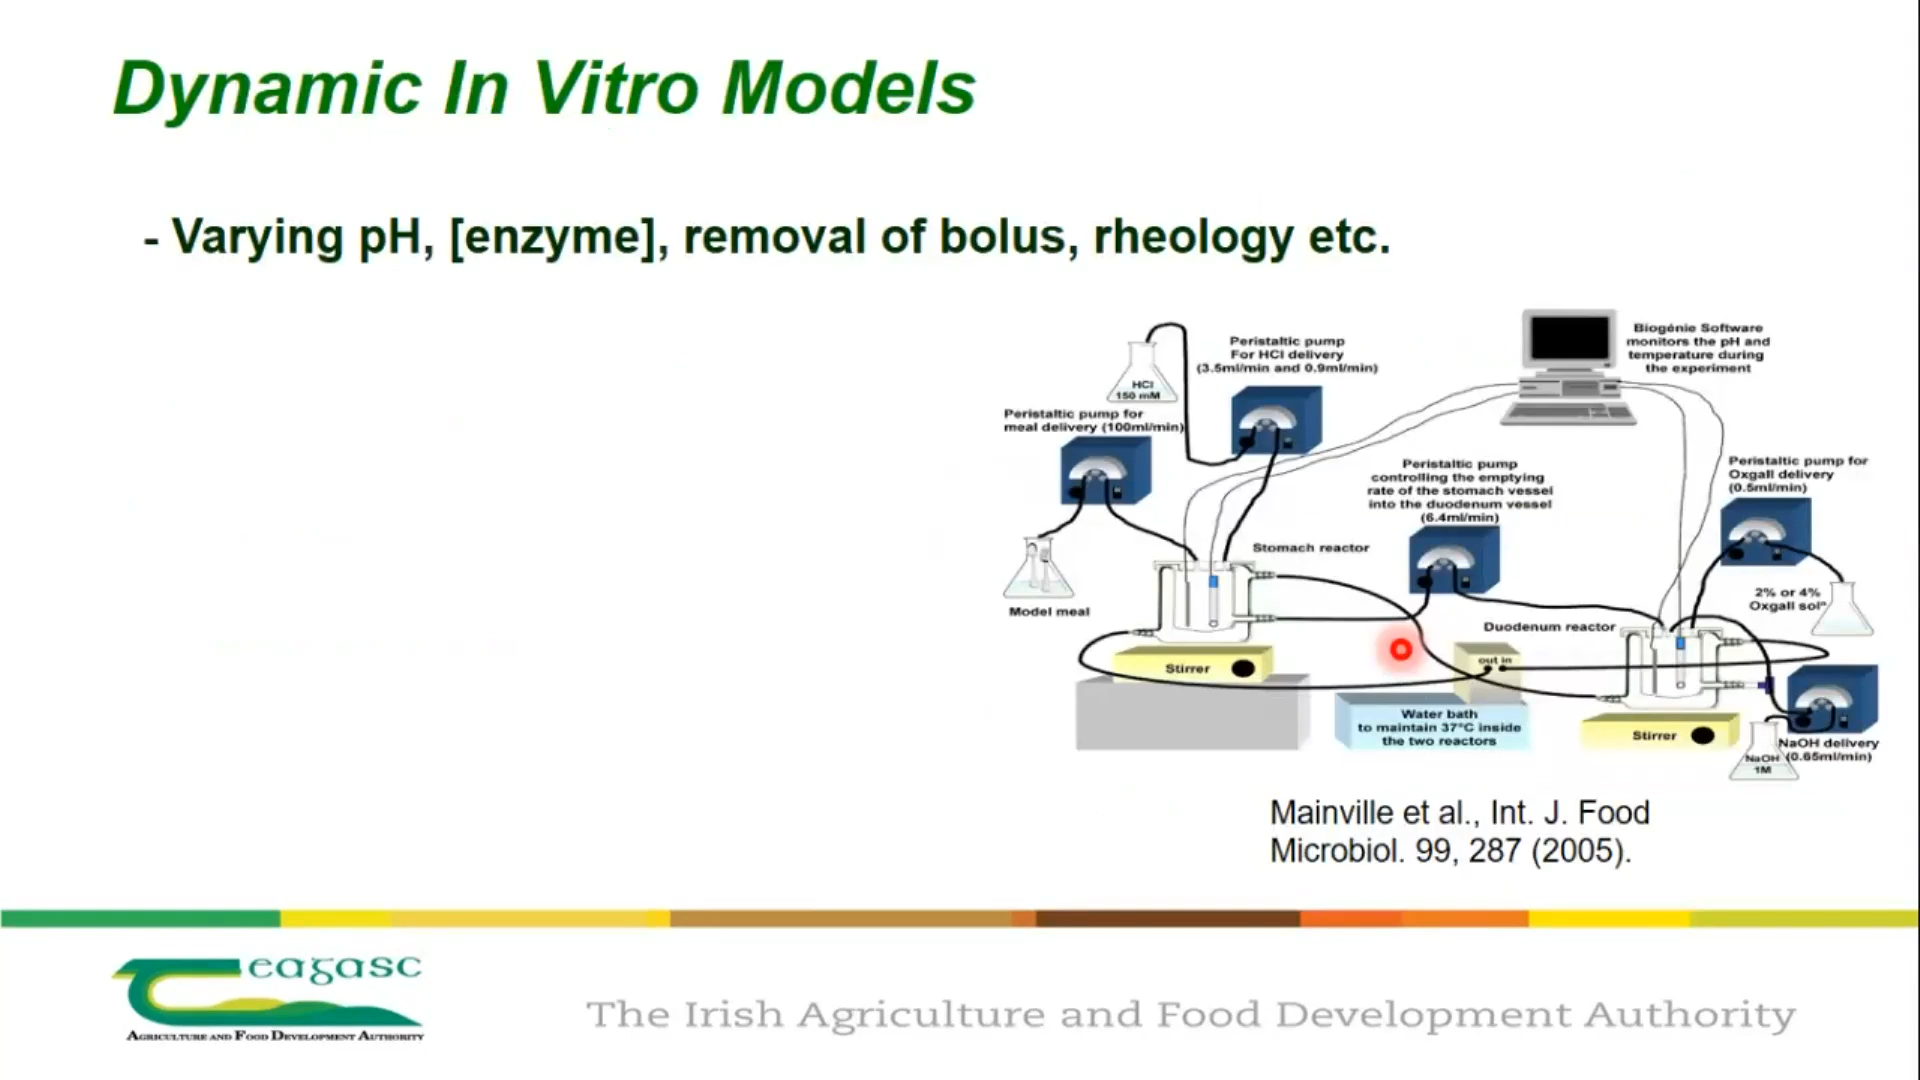 Dynamic In Vitro Models
- Varying pH, [enzyme], removal of bolus, rheology etc.
HCl
150 mM
Peristaltic pump
For HCl delivery
(3.5ml/min and 0.9ml/min)
Biogénie Software
monitors the pH and
temperature during
the experiment
Peristaltic pump for
meal delivery (100ml/min)
Peristaltic pump
controlling the emptying
rate of the stomach vessel
into the duodenum vessel
(6.4ml/min)
Peristaltic pump for
Oxgall delivery
(0.5ml/min)
Stomach reactor
Model meal
2% or 4%
Oxgall solⁿ
Duodenum reactor
out in
Stirrer
Water bath
to maintain 37°C inside
the two reactors
Stirrer
NaOH
1M
NaOH delivery
(0.65ml/min)
Mainville et al., Int. J. Food
Microbiol. 99, 287 (2005).
Teagasc
AGRICULTURE AND FOOD DEVELOPMENT AUTHORITY
The Irish Agriculture and Food Development Authority